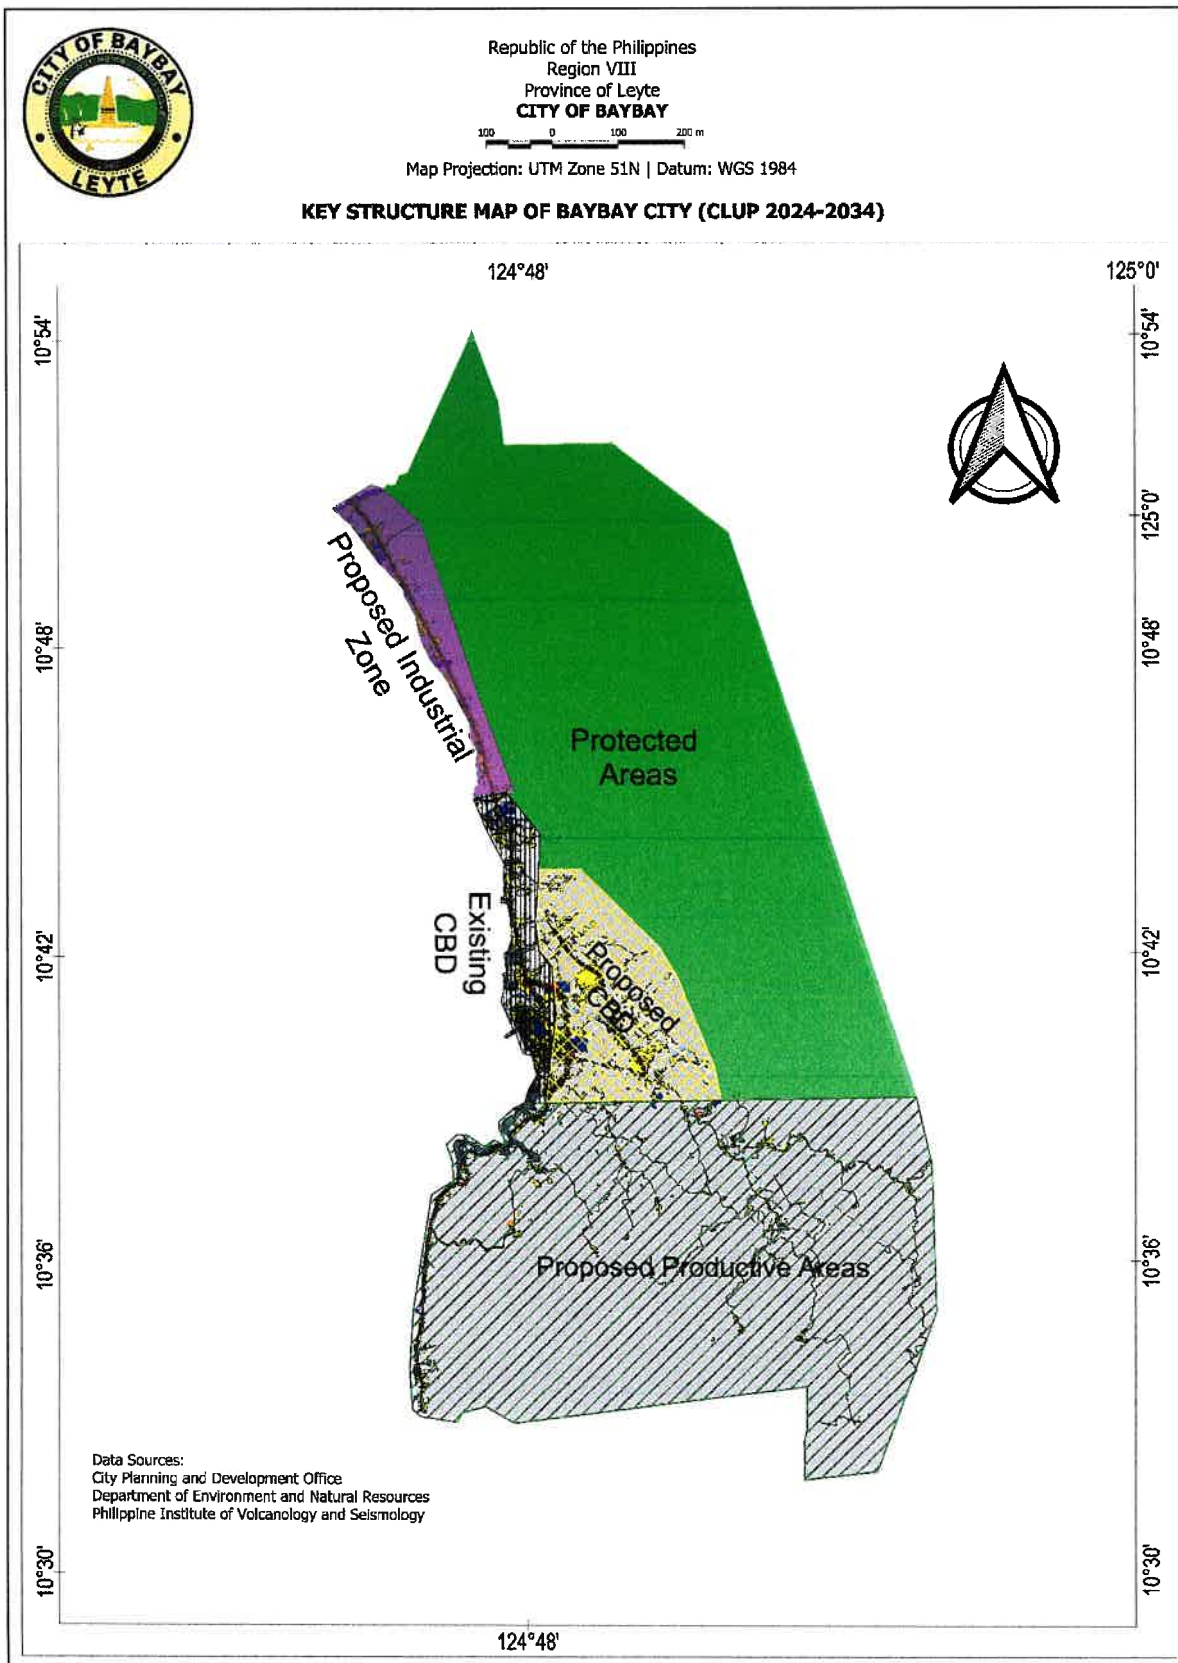 CITY OF BAYBAY
LEYTE
Republic of the Philippines
Region VIII
Province of Leyte
CITY OF BAYBAY
100 0 100 200 m
Map Projection: UTM Zone 51N | Datum: WGS 1984
KEY STRUCTURE MAP OF BAYBAY CITY (CLUP 2024-2034)
124°48' 125°0'
10°54' 10°54'
125°0'
Proposed Industrial
Zone
10°48' 10°48'
Protected
Areas
Existing
CBD
Proposed
CBD
10°42' 10°42'
Proposed Productive Areas
10°36' 10°36'
Data Sources:
City Planning and Development Office
Department of Environment and Natural Resources
Philippine Institute of Volcanology and Seismology
10°30' 10°30'
124°48'